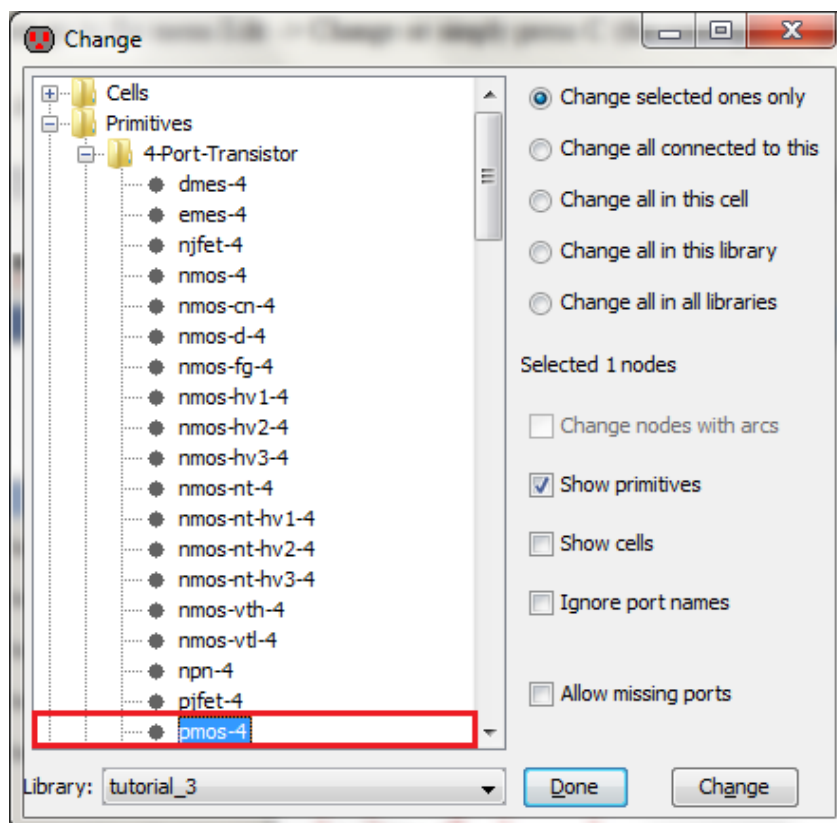 Change
Cells
Primitives
4-Port-Transistor
dmes-4
emes-4
njfet-4
nmos-4
nmos-cn-4
nmos-d-4
nmos-fg-4
nmos-hv1-4
nmos-hv2-4
nmos-hv3-4
nmos-nt-4
nmos-nt-hv1-4
nmos-nt-hv2-4
nmos-nt-hv3-4
nmos-vth-4
nmos-vtl-4
npn-4
pjfet-4
pmos-4
Change selected ones only
Change all connected to this
Change all in this cell
Change all in this library
Change all in all libraries
Selected 1 nodes
Change nodes with arcs
Show primitives
Show cells
Ignore port names
Allow missing ports
Library: tutorial_3
Done
Change